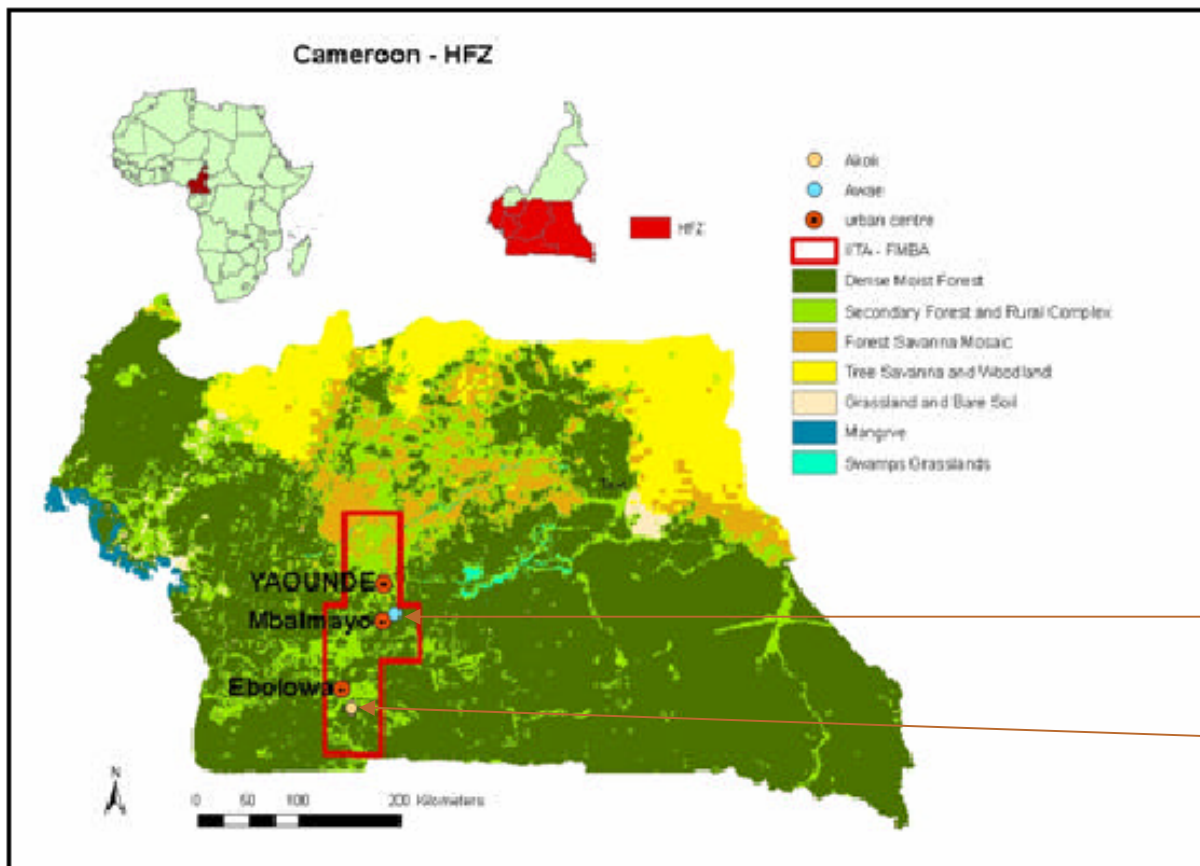 Cameroon - HFZ
HFZ
Akok
Awae
urban centre
IITA - FMBA
Dense Moist Forest
Secondary Forest and Rural Complex
Forest Savanna Mosaic
Tree Savanna and Woodland
Grassland and Bare Soil
Mangrve
Swamps Grasslands
YAOUNDE
Mbalmayo
Ebolowa
N
0 50 100 200 Kilometers